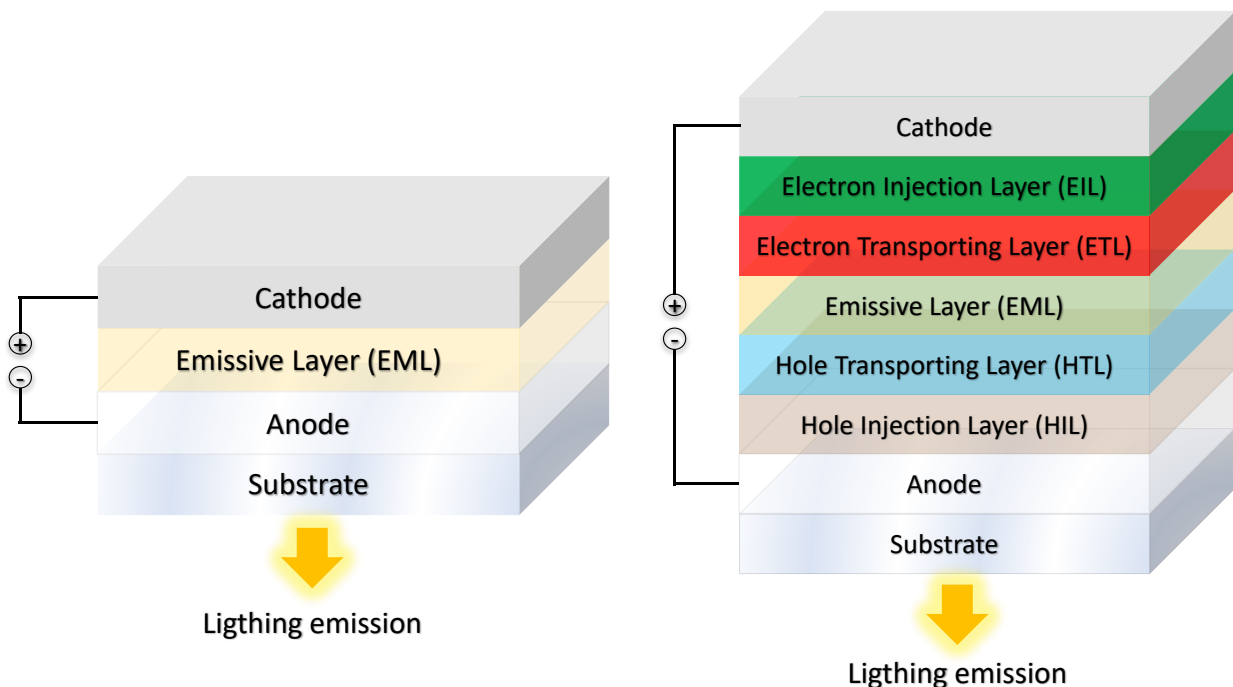 Cathode
Emissive Layer (EML)
Anode
Substrate
Ligthing emission
+
-
Cathode
Electron Injection Layer (EIL)
Electron Transporting Layer (ETL)
Emissive Layer (EML)
Hole Transporting Layer (HTL)
Hole Injection Layer (HIL)
Anode
Substrate
Ligthing emission
+
-